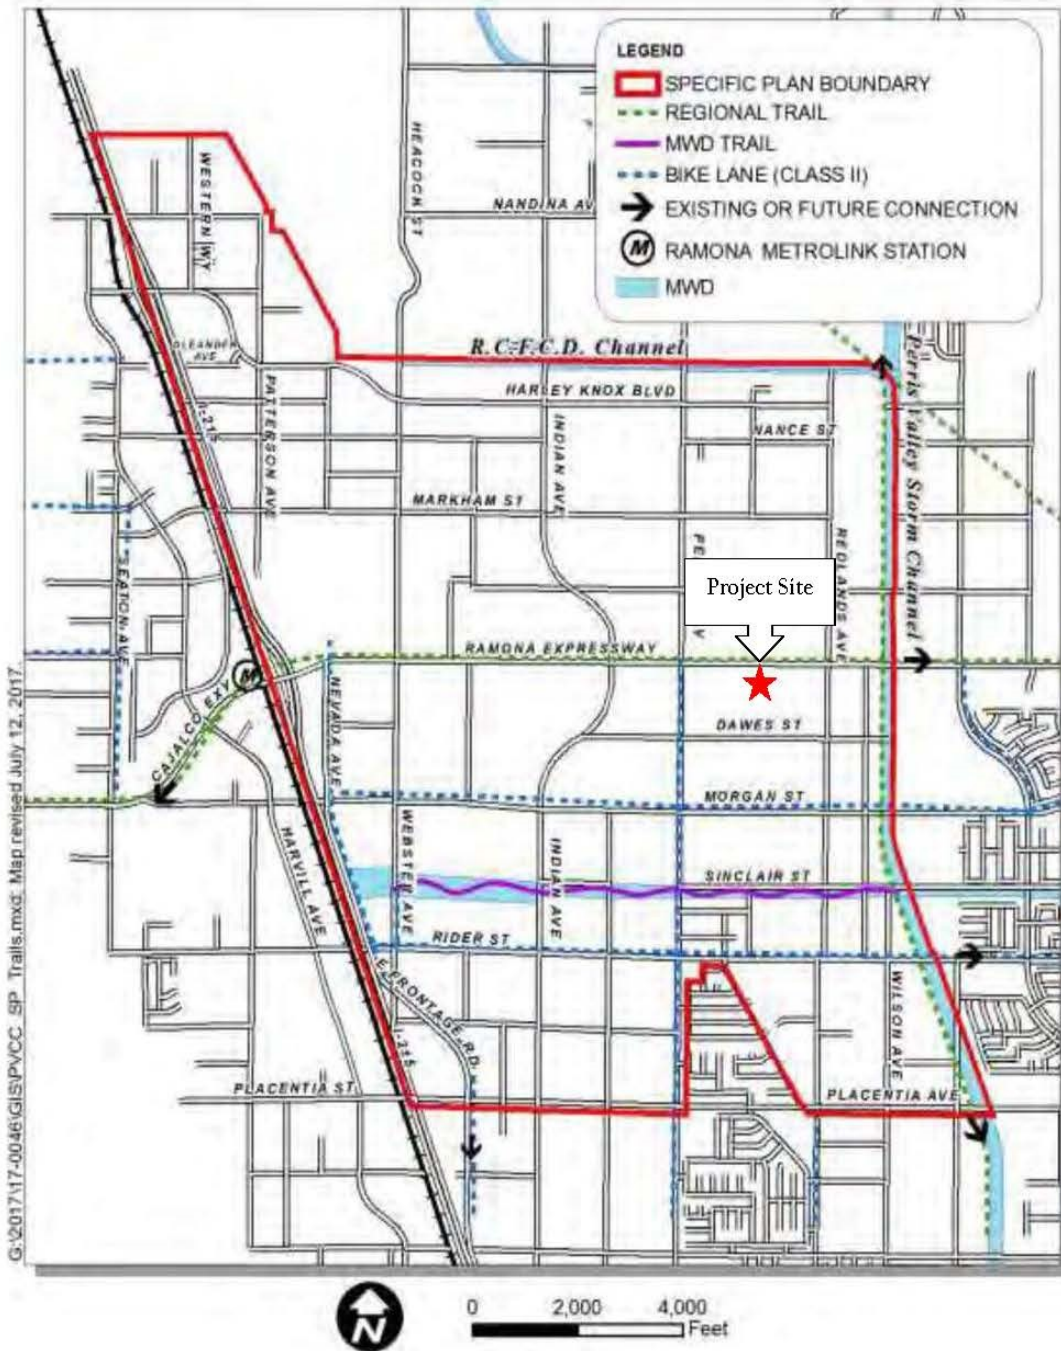 LEGEND
SPECIFIC PLAN BOUNDARY
REGIONAL TRAIL
MWD TRAIL
BIKE LANE (CLASS II)
EXISTING OR FUTURE CONNECTION
M RAMONA METROLINK STATION
MWD
WESTERN WY
HEACOCK ST
NANDINA AV
OLEANDER
AVE
R.C.F.C.D. Channel
HARLEY KNOX BLVD
Perris Valley Storm Channel
I-215
PATTERSON AVE
INDIAN AVE
NANCE ST
MARKHAM ST
SEATON AVE
REDLANDS AVE
Project Site
RAMONA EXPRESSWAY
M
CAJALCO EXY
NEVADA AVE
DAWES ST
MORGAN ST
HARVILL AVE
WEBSTER AVE
INDIAN AVE
SINCLAIR ST
RIDER ST
E FRONTAGE RD
I-215
WILSON AVE
PLACENTIA ST
PLACENTIA AVE
G:\2017\17-0046\GIS\PVCC_SP_Trails.mxd; Map revised July 12, 2017.
N
0 2,000 4,000
Feet